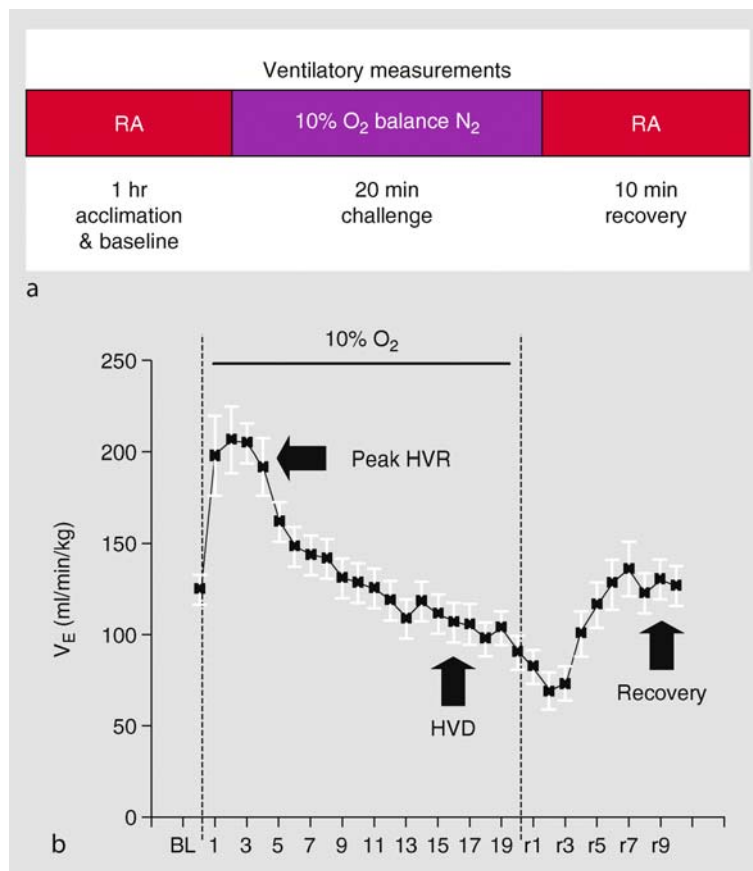 Ventilatory measurements
RA 10% O₂ balance N₂ RA
1 hr 20 min 10 min
acclimation challenge recovery
& baseline
a
10% O₂
250
200
150
100
50
0
V_E (ml/min/kg)
Peak HVR
HVD
Recovery
b
BL 1 3 5 7 9 11 13 15 17 19 r1 r3 r5 r7 r9